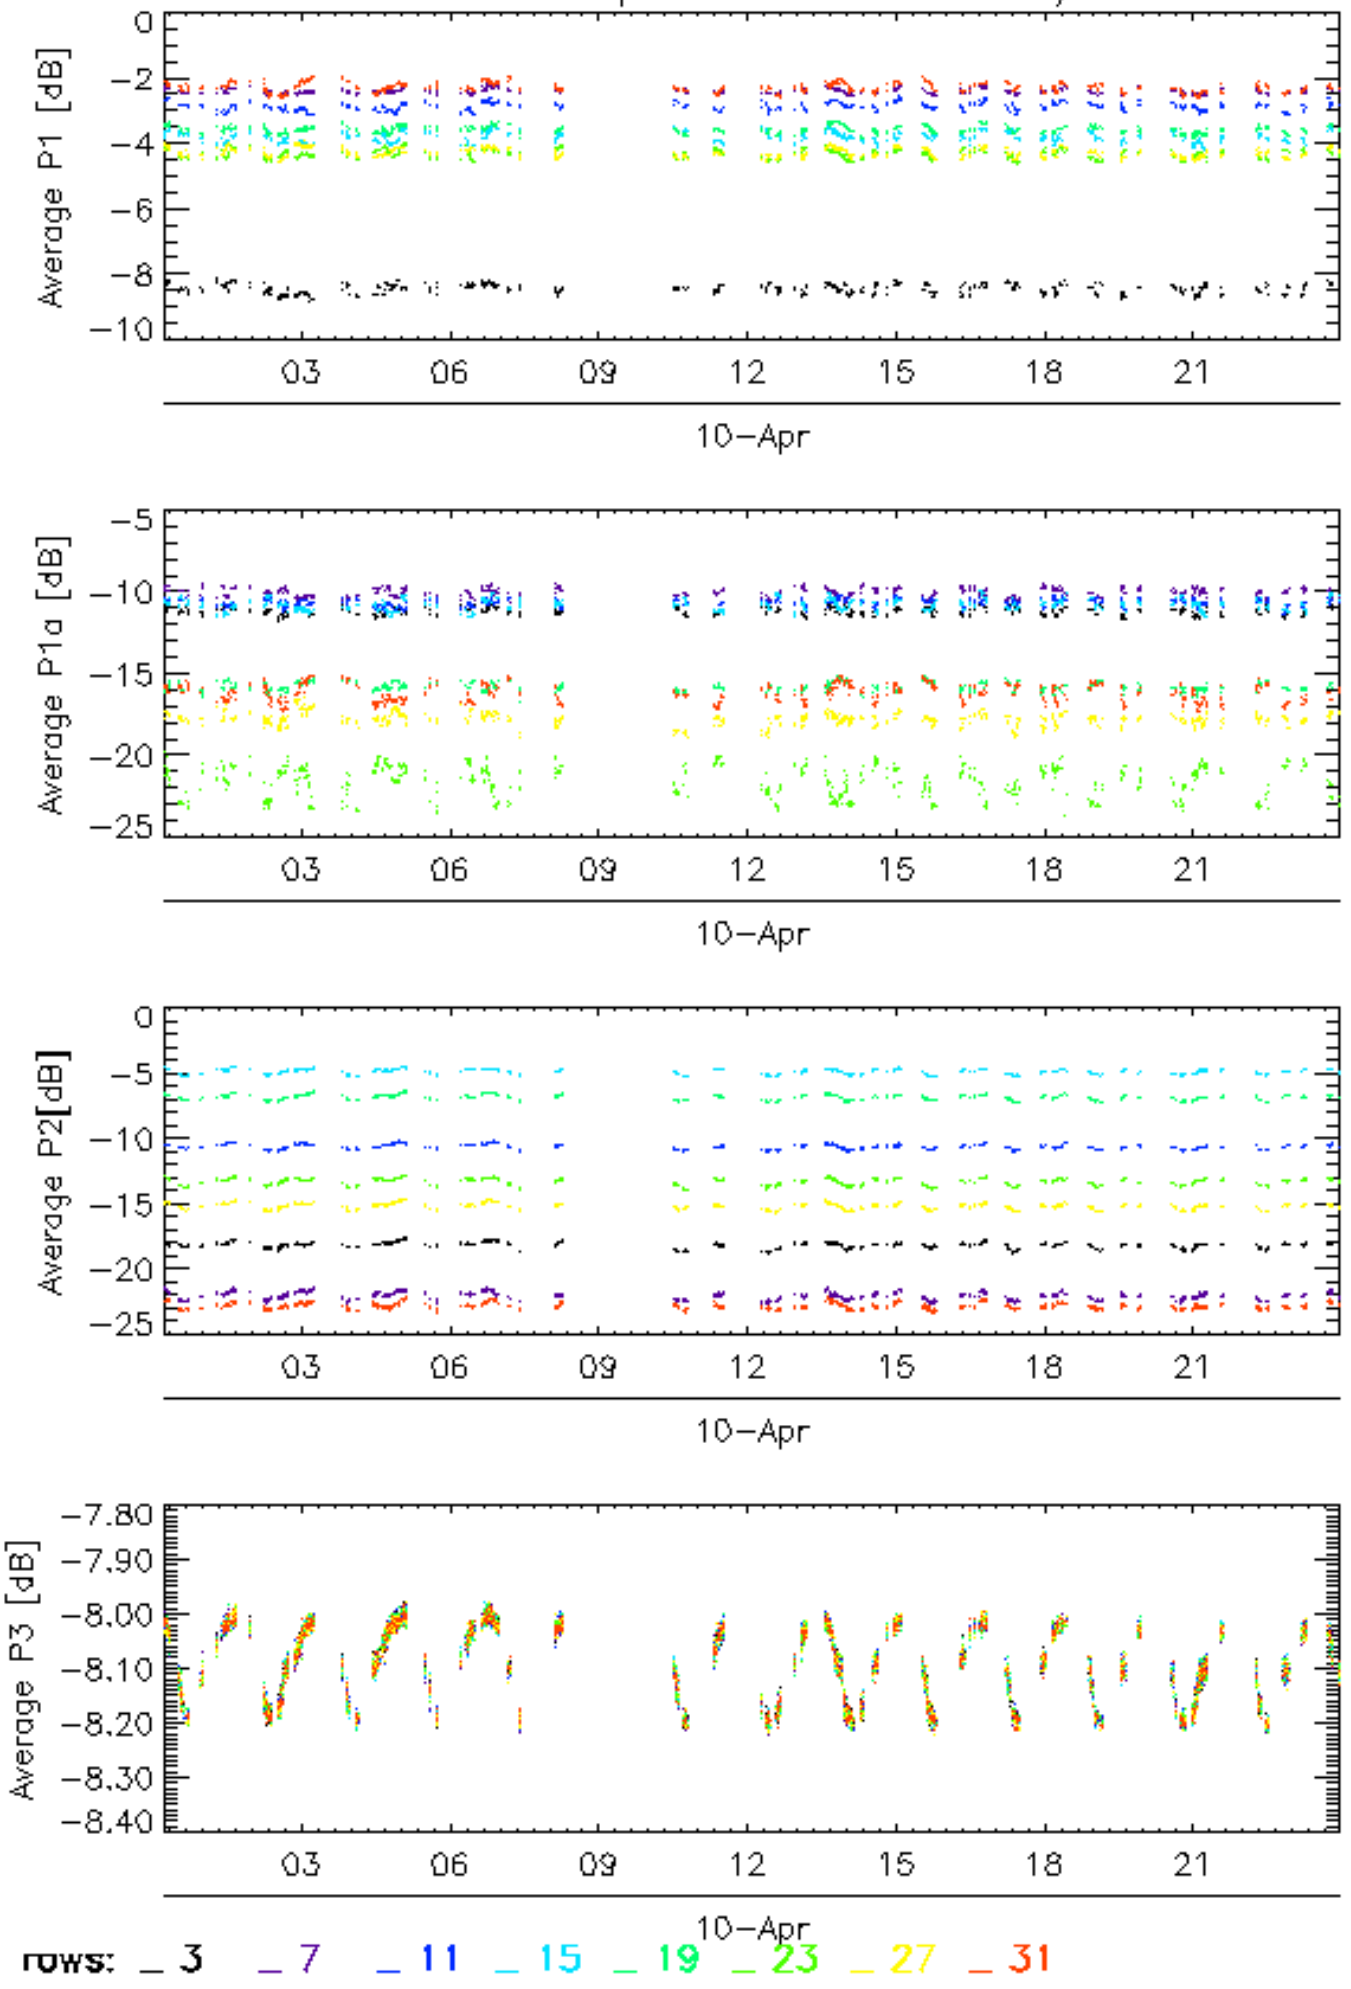 0
Average P1 [dB]
-2
-4
-6
-8
-10
03 06 09 12 15 18 21
10-Apr
-5
Average P1a [dB]
-10
-15
-20
-25
03 06 09 12 15 18 21
10-Apr
0
Average P2[dB]
-5
-10
-15
-20
-25
03 06 09 12 15 18 21
10-Apr
-7.80
Average P3 [dB]
-7.90
-8.00
-8.10
-8.20
-8.30
-8.40
03 06 09 12 15 18 21
10-Apr
rows: _ 3 _ 7 _ 11 _ 15 _ 19 _ 23 _ 27 _ 31